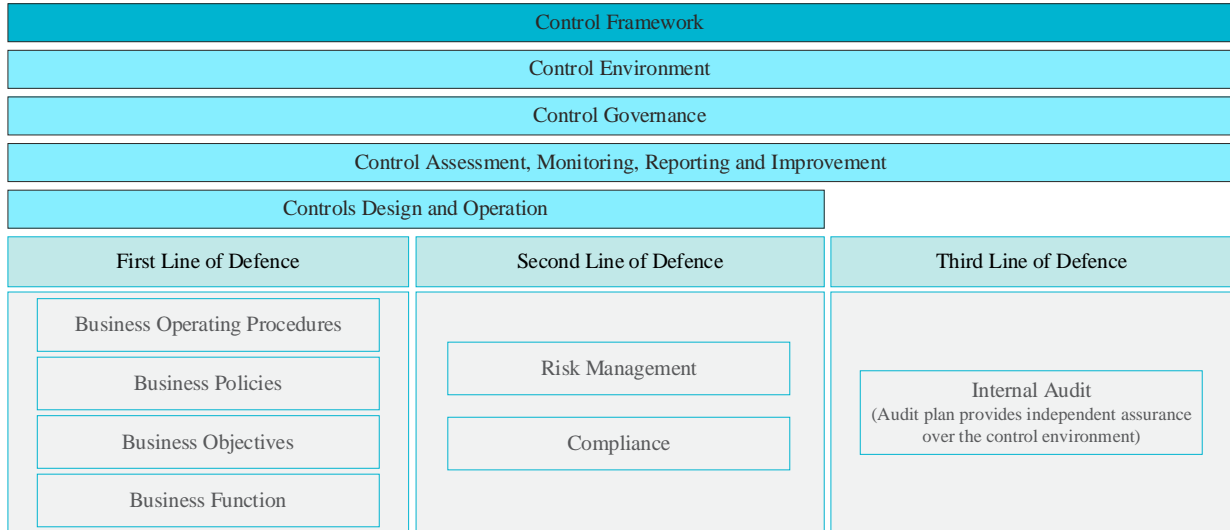 Control Framework
Control Environment
Control Governance
Control Assessment, Monitoring, Reporting and Improvement
Controls Design and Operation
First Line of Defence
Second Line of Defence
Third Line of Defence
Business Operating Procedures
Business Policies
Business Objectives
Business Function
Risk Management
Compliance
Internal Audit
(Audit plan provides independent assurance
over the control environment)